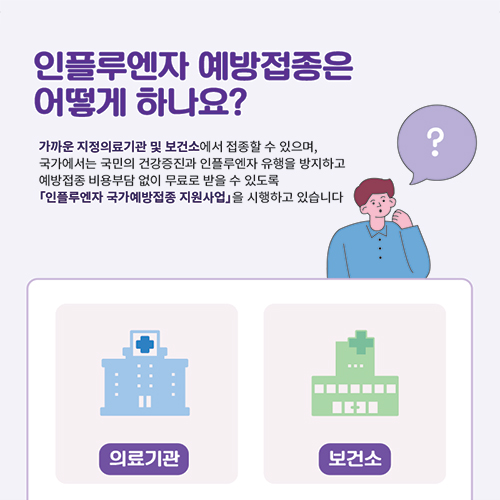 인플루엔자 예방접종은
어떻게 하나요?
가까운 지정의료기관 및 보건소에서 접종할 수 있으며,
국가에서는 국민의 건강증진과 인플루엔자 유행을 방지하고
예방접종 비용부담 없이 무료로 받을 수 있도록
「인플루엔자 국가예방접종 지원사업」을 시행하고 있습니다
?
의료기관
보건소